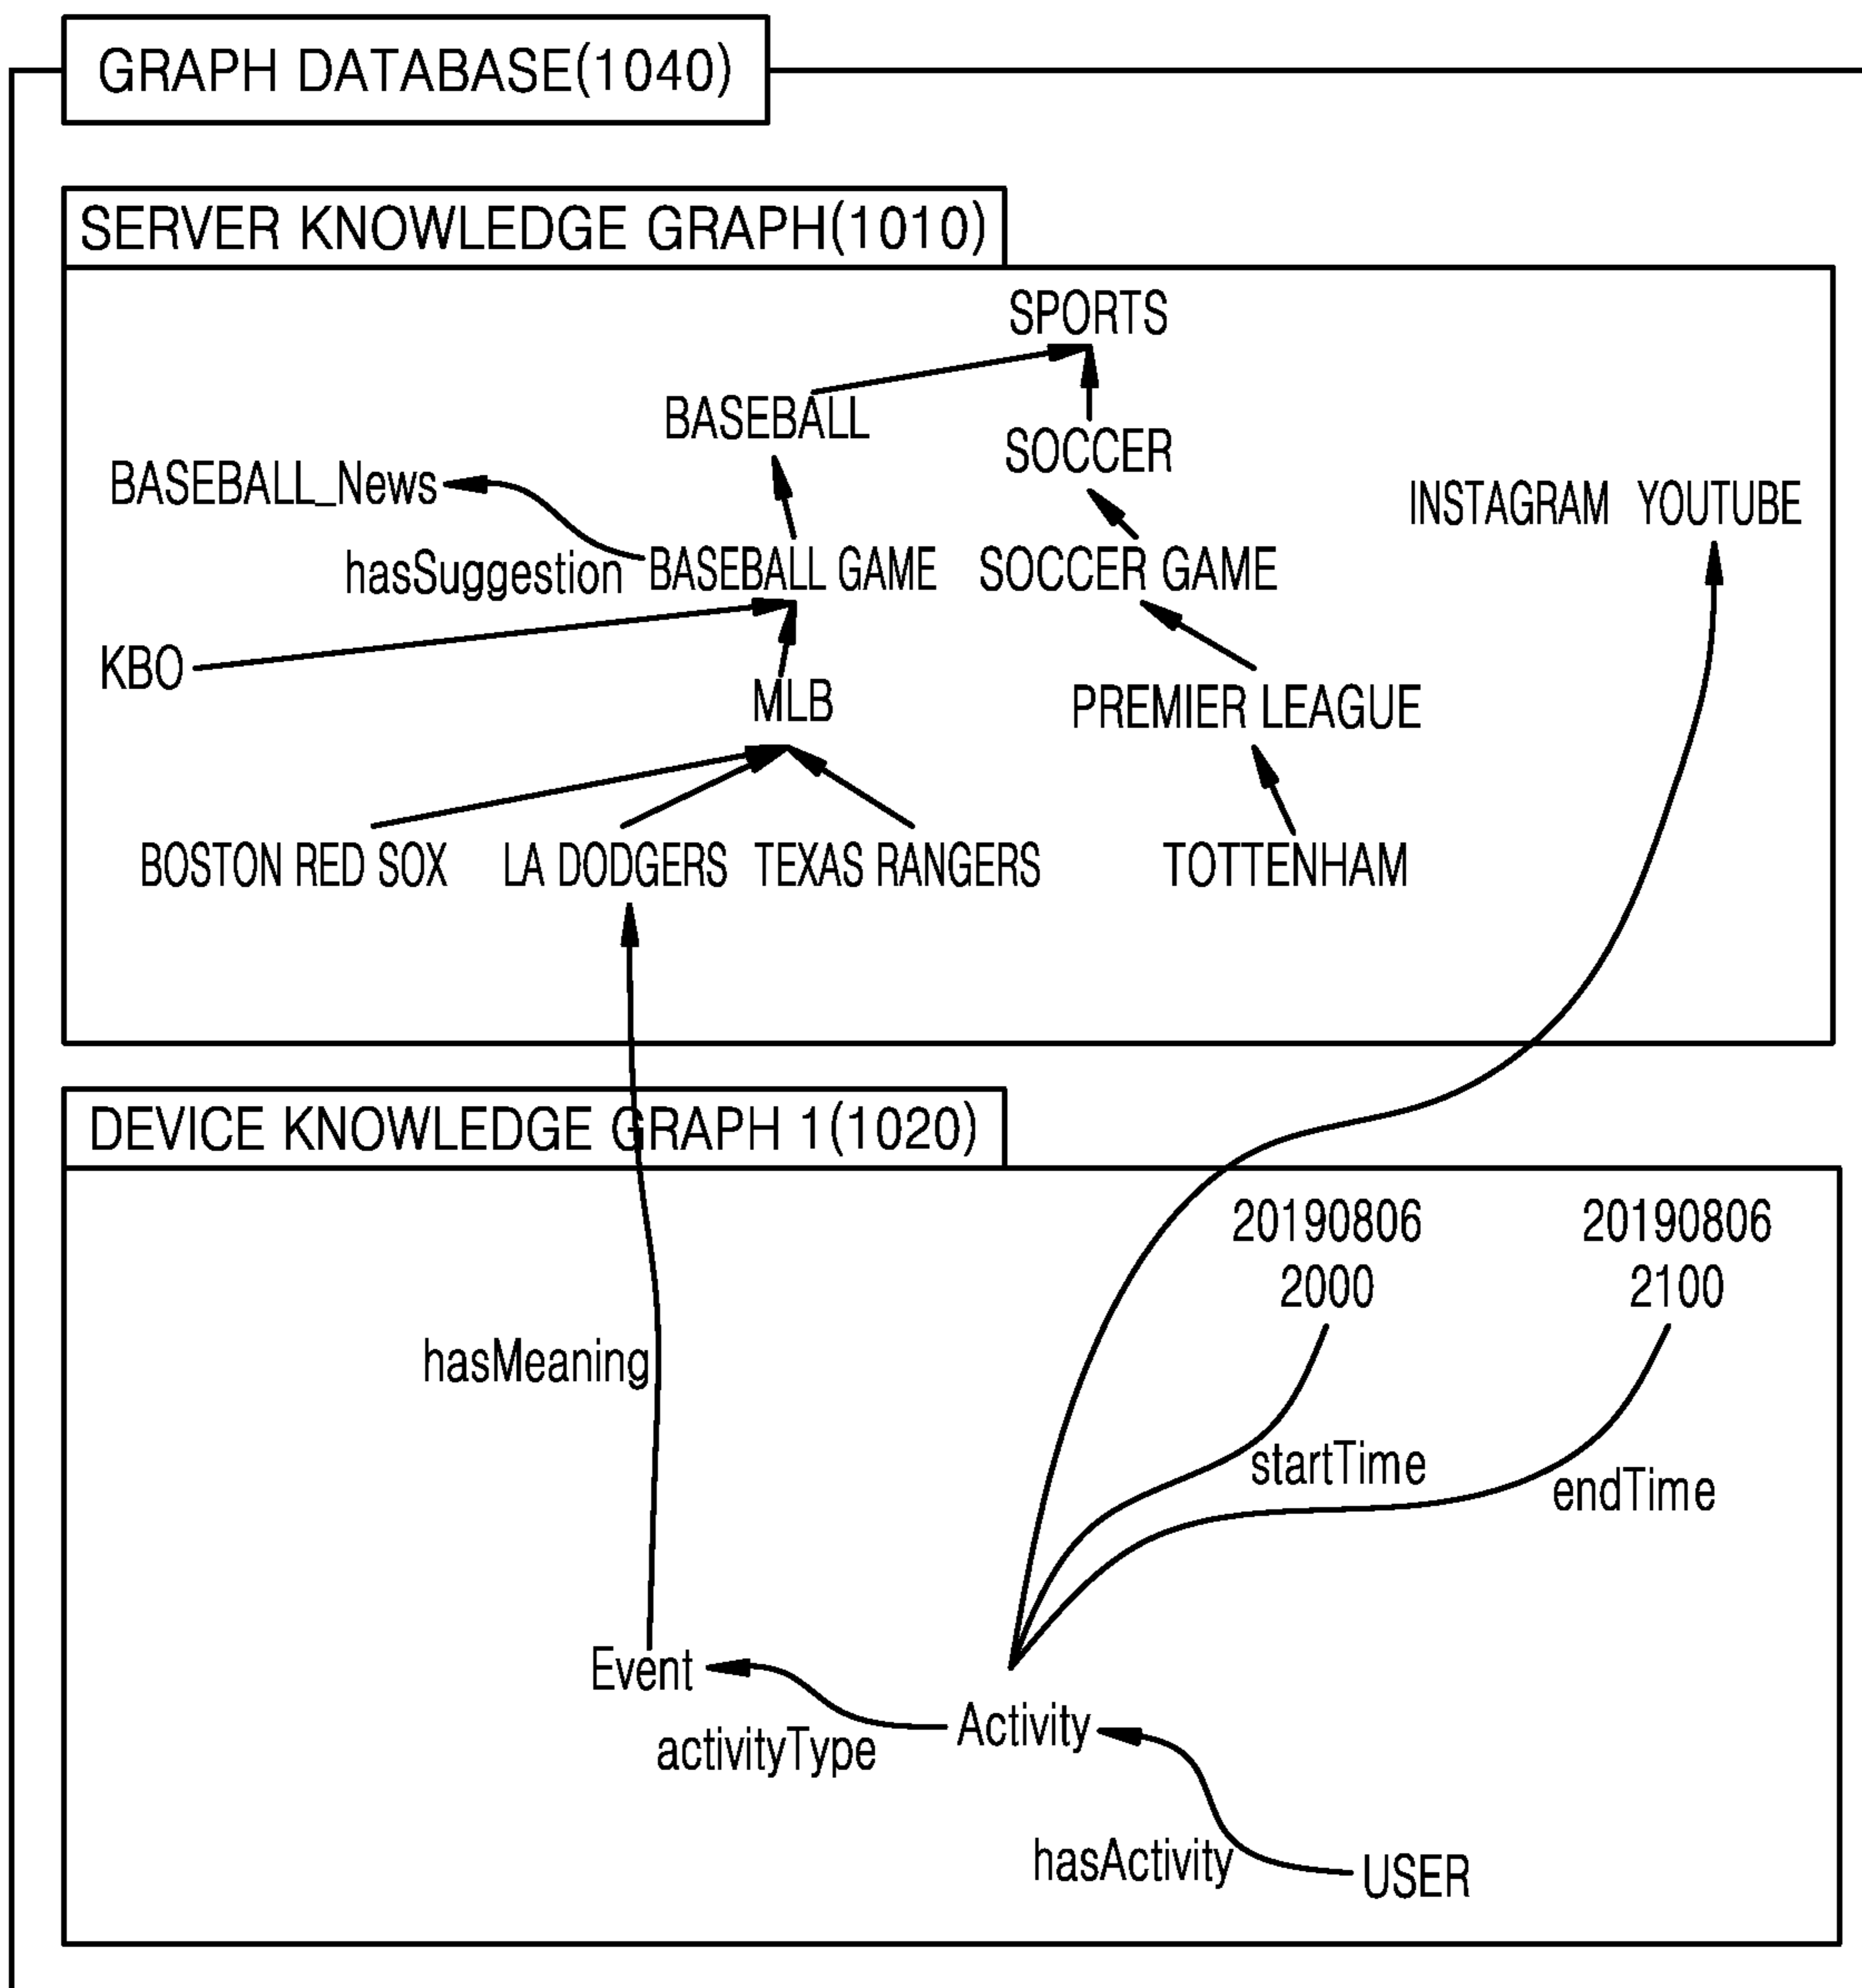 GRAPH DATABASE(1040)
SERVER KNOWLEDGE GRAPH(1010)
SPORTS
BASEBALL
SOCCER
BASEBALL_News
INSTAGRAM YOUTUBE
hasSuggestion
BASEBALL GAME
SOCCER GAME
KBO
MLB
PREMIER LEAGUE
BOSTON RED SOX
LA DODGERS
TEXAS RANGERS
TOTTENHAM
DEVICE KNOWLEDGE GRAPH 1(1020)
20190806
2000
20190806
2100
hasMeaning
startTime
endTime
Event
Activity
activityType
hasActivity
USER